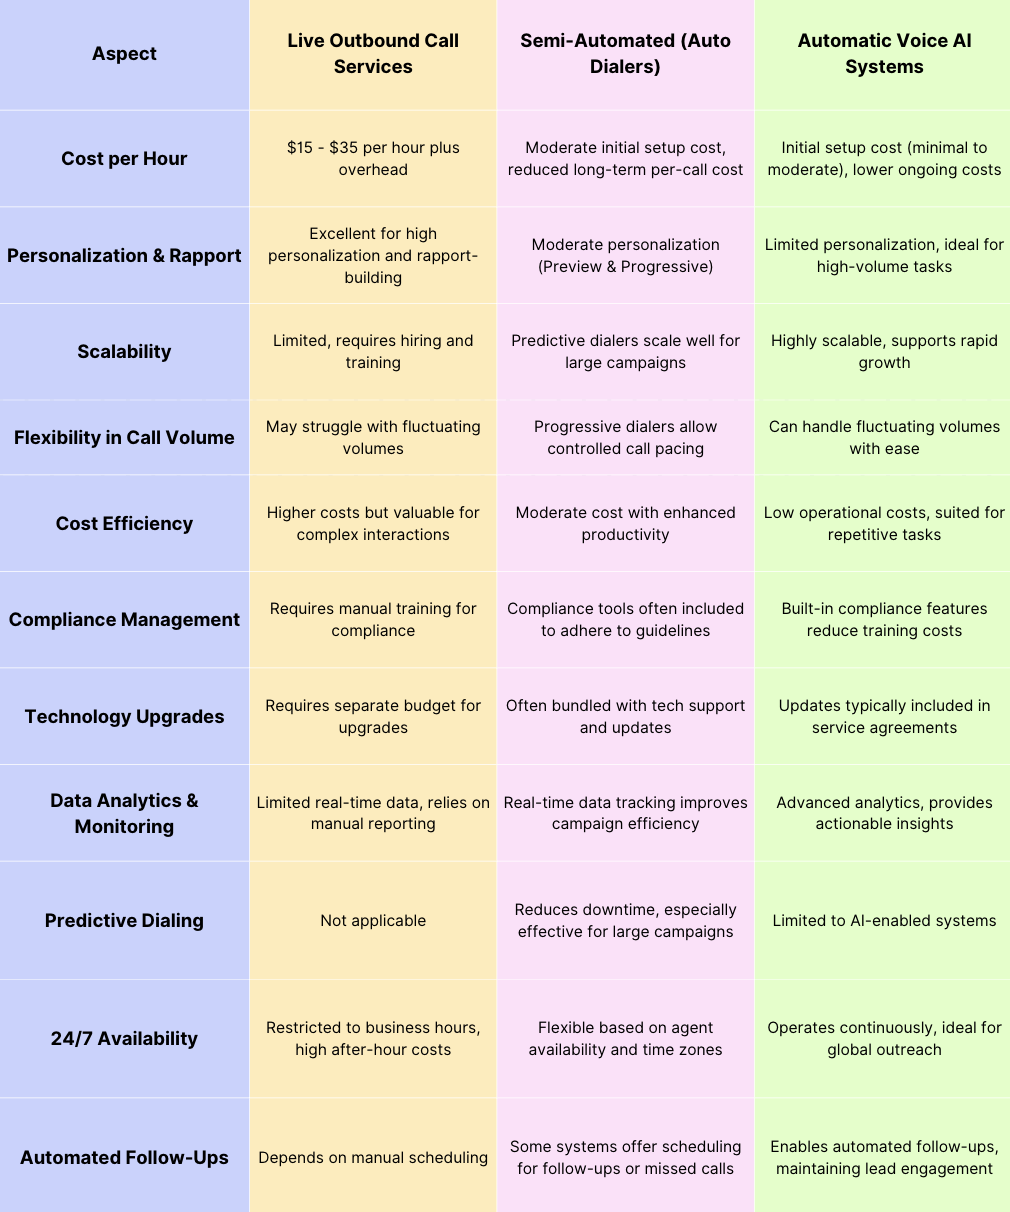 Aspect
Live Outbound Call
Services
Semi-Automated (Auto
Dialers)
Automatic Voice AI
Systems
Cost per Hour
$15 - $35 per hour plus
overhead
Moderate initial setup cost,
reduced long-term per-call cost
Initial setup cost (minimal to
moderate), lower ongoing costs
Personalization & Rapport
Excellent for high
personalization and rapport-
building
Moderate personalization
(Preview & Progressive)
Limited personalization, ideal for
high-volume tasks
Scalability
Limited, requires hiring and
training
Predictive dialers scale well for
large campaigns
Highly scalable, supports rapid
growth
Flexibility in Call Volume
May struggle with fluctuating
volumes
Progressive dialers allow
controlled call pacing
Can handle fluctuating volumes
with ease
Cost Efficiency
Higher costs but valuable for
complex interactions
Moderate cost with enhanced
productivity
Low operational costs, suited for
repetitive tasks
Compliance Management
Requires manual training for
compliance
Compliance tools often included
to adhere to guidelines
Built-in compliance features
reduce training costs
Technology Upgrades
Requires separate budget for
upgrades
Often bundled with tech support
and updates
Updates typically included in
service agreements
Data Analytics &
Monitoring
Limited real-time data, relies on
manual reporting
Real-time data tracking improves
campaign efficiency
Advanced analytics, provides
actionable insights
Predictive Dialing
Not applicable
Reduces downtime, especially
effective for large campaigns
Limited to AI-enabled systems
24/7 Availability
Restricted to business hours,
high after-hour costs
Flexible based on agent
availability and time zones
Operates continuously, ideal for
global outreach
Automated Follow-Ups
Depends on manual scheduling
Some systems offer scheduling
for follow-ups or missed calls
Enables automated follow-ups,
maintaining lead engagement